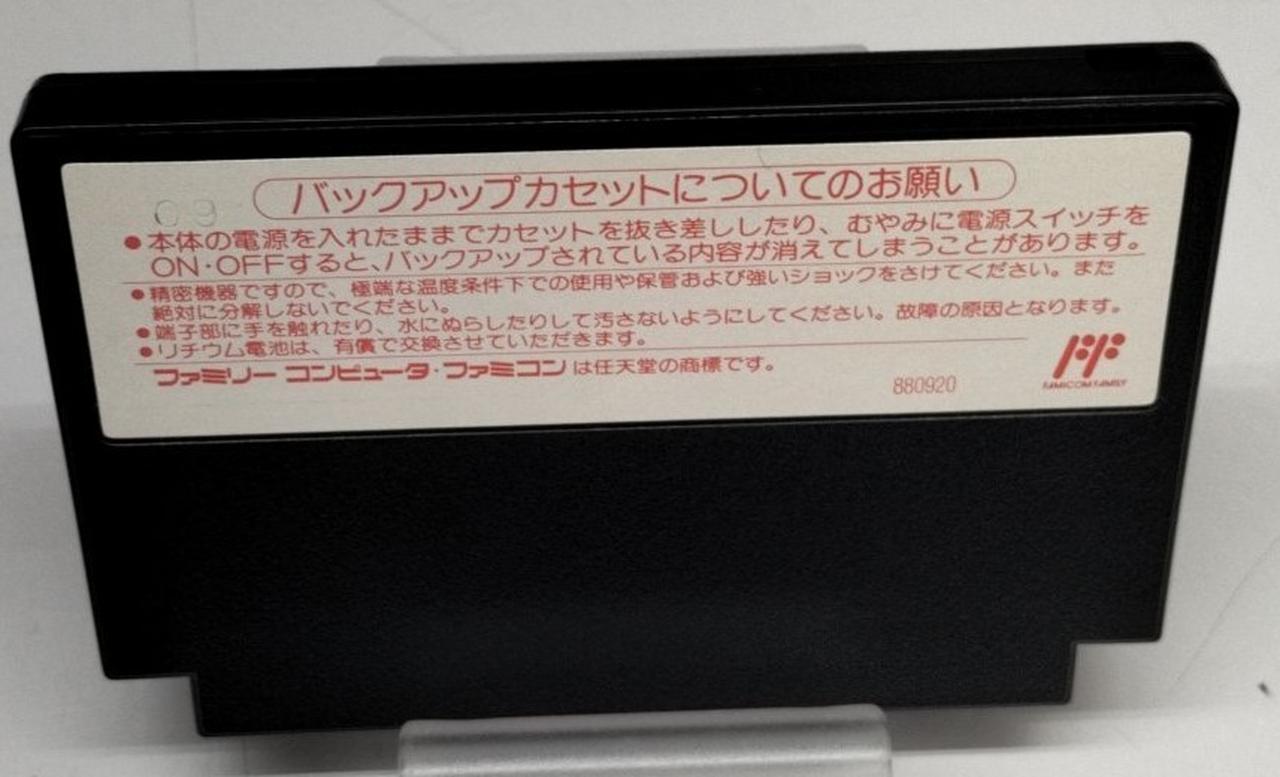 バックアップカセットについてのお願い
09
●本体の電源を入れたままでカセットを抜き差ししたり、むやみに電源スイッチを
ON・OFFすると、バックアップされている内容が消えてしまうことがあります。
●精密機器ですので、極端な温度条件下での使用や保管および強いショックをさけてください。また
絶対に分解しないでください。
●端子部に手を触れたり、水にぬらしたりして汚さないようにしてください。故障の原因となります。
●リチウム電池は、有償で交換させていただきます。
ファミリーコンピュータ・ファミコンは任天堂の商標です。
880920
FAMICOM FAMILY